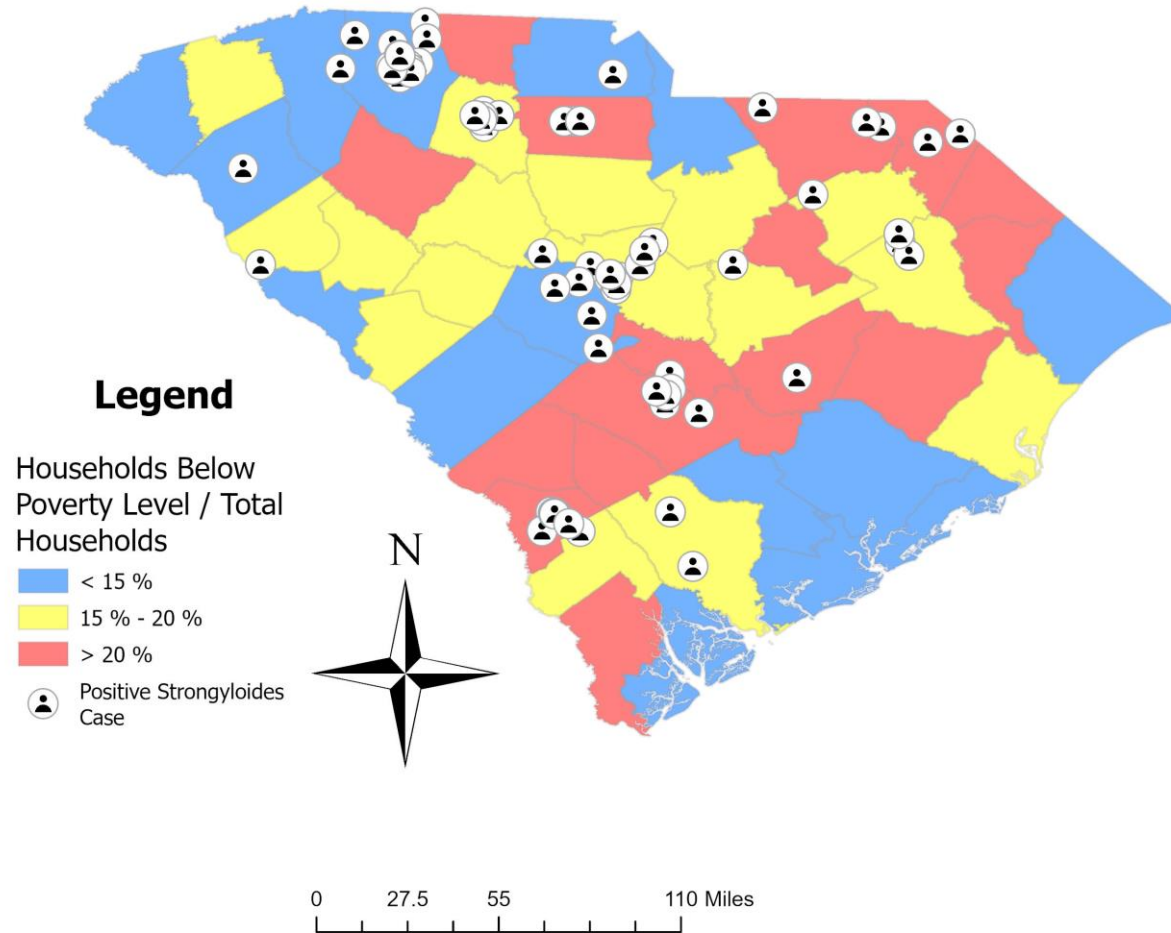 Legend
Households Below
Poverty Level / Total
Households
< 15 %
15 % - 20 %
> 20 %
Positive Strongyloides
Case
N
0 27.5 55 110 Miles